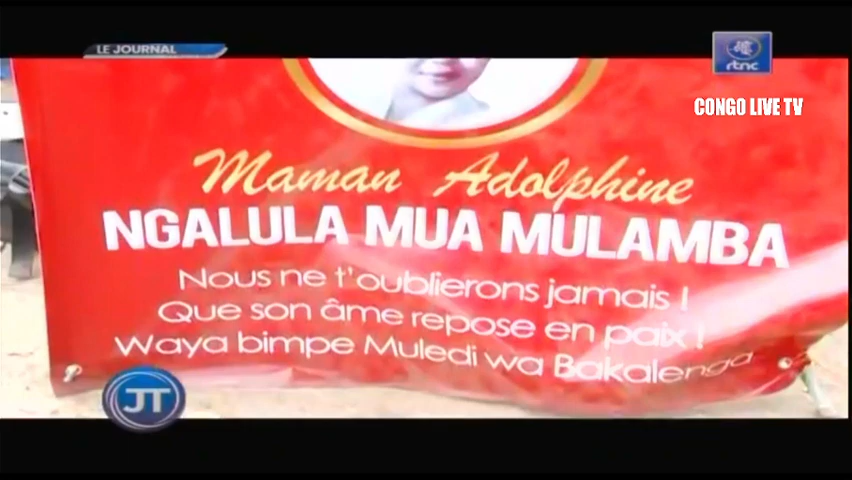 LE JOURNAL
rtnc
CONGO LIVE TV
Maman Adolphine
NGALULA MUA MULAMBA
Nous ne t'oublierons jamais !
Que son âme repose en paix !
Waya bimpe Muledi wa Bakalenga
JT